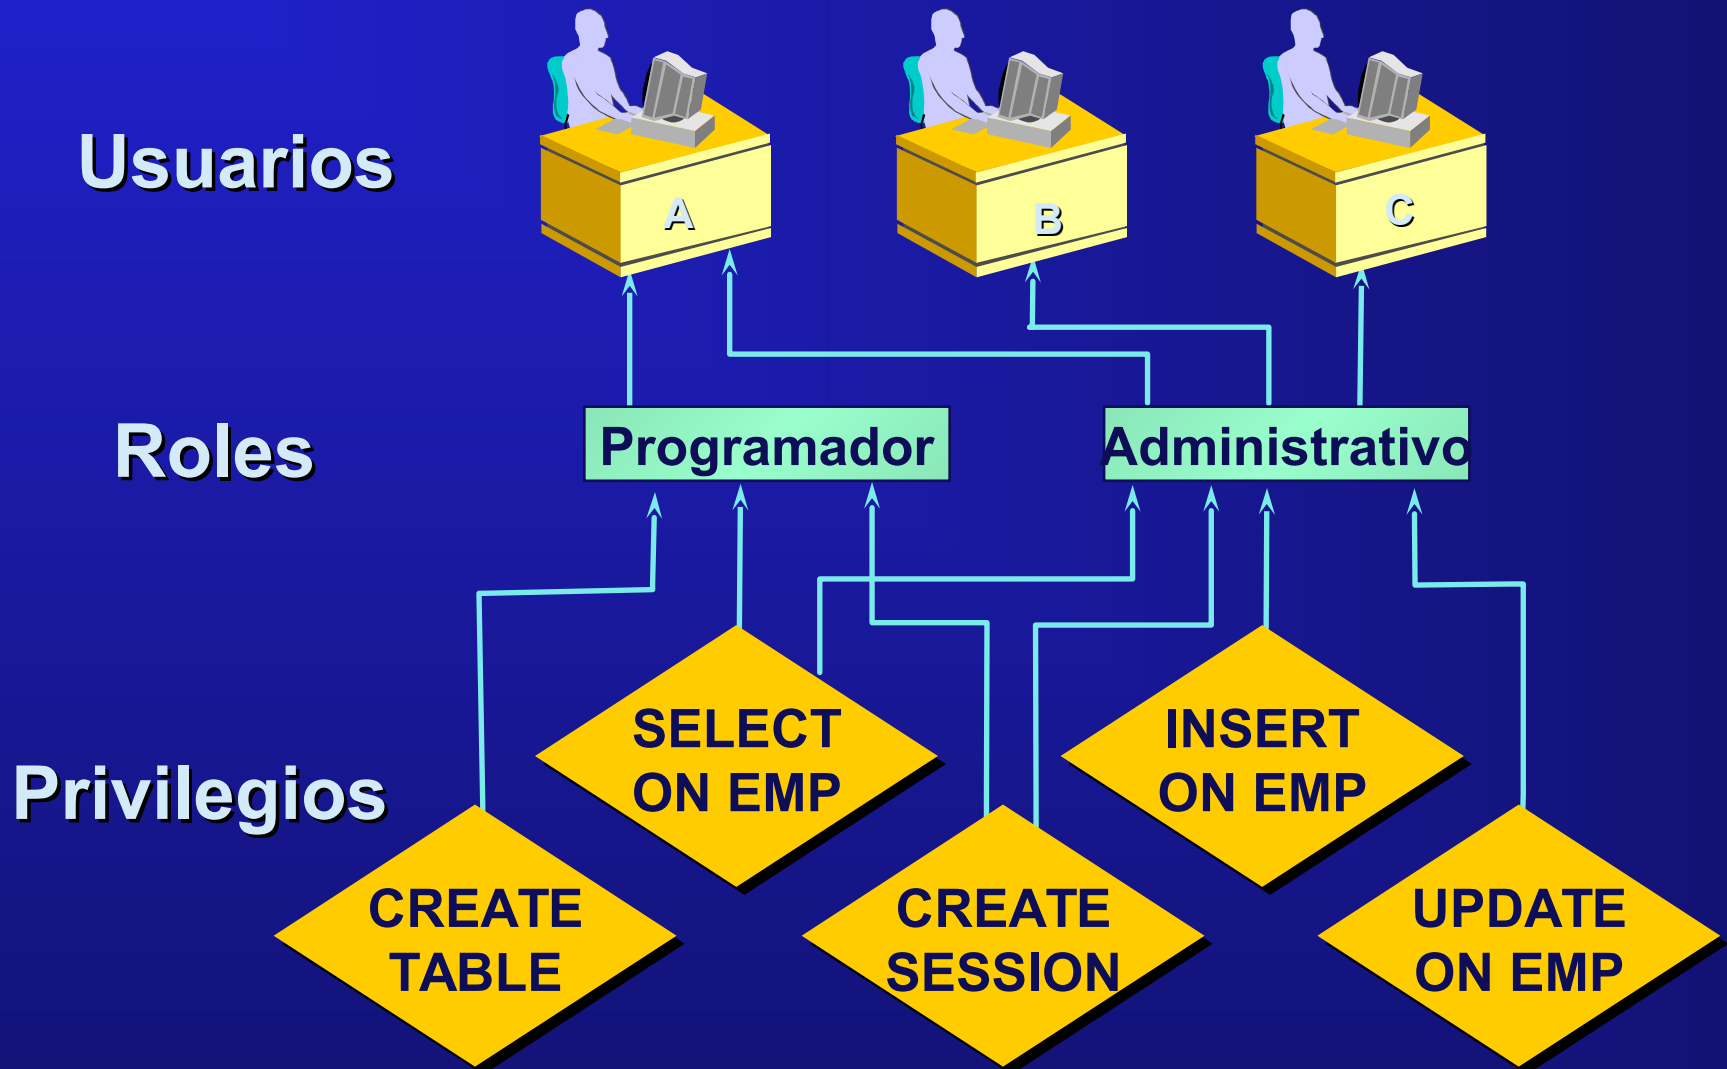 Usuarios
A
B
C
Roles
Programador
Administrativo
Privilegios
SELECT
ON EMP
INSERT
ON EMP
CREATE
TABLE
CREATE
SESSION
UPDATE
ON EMP